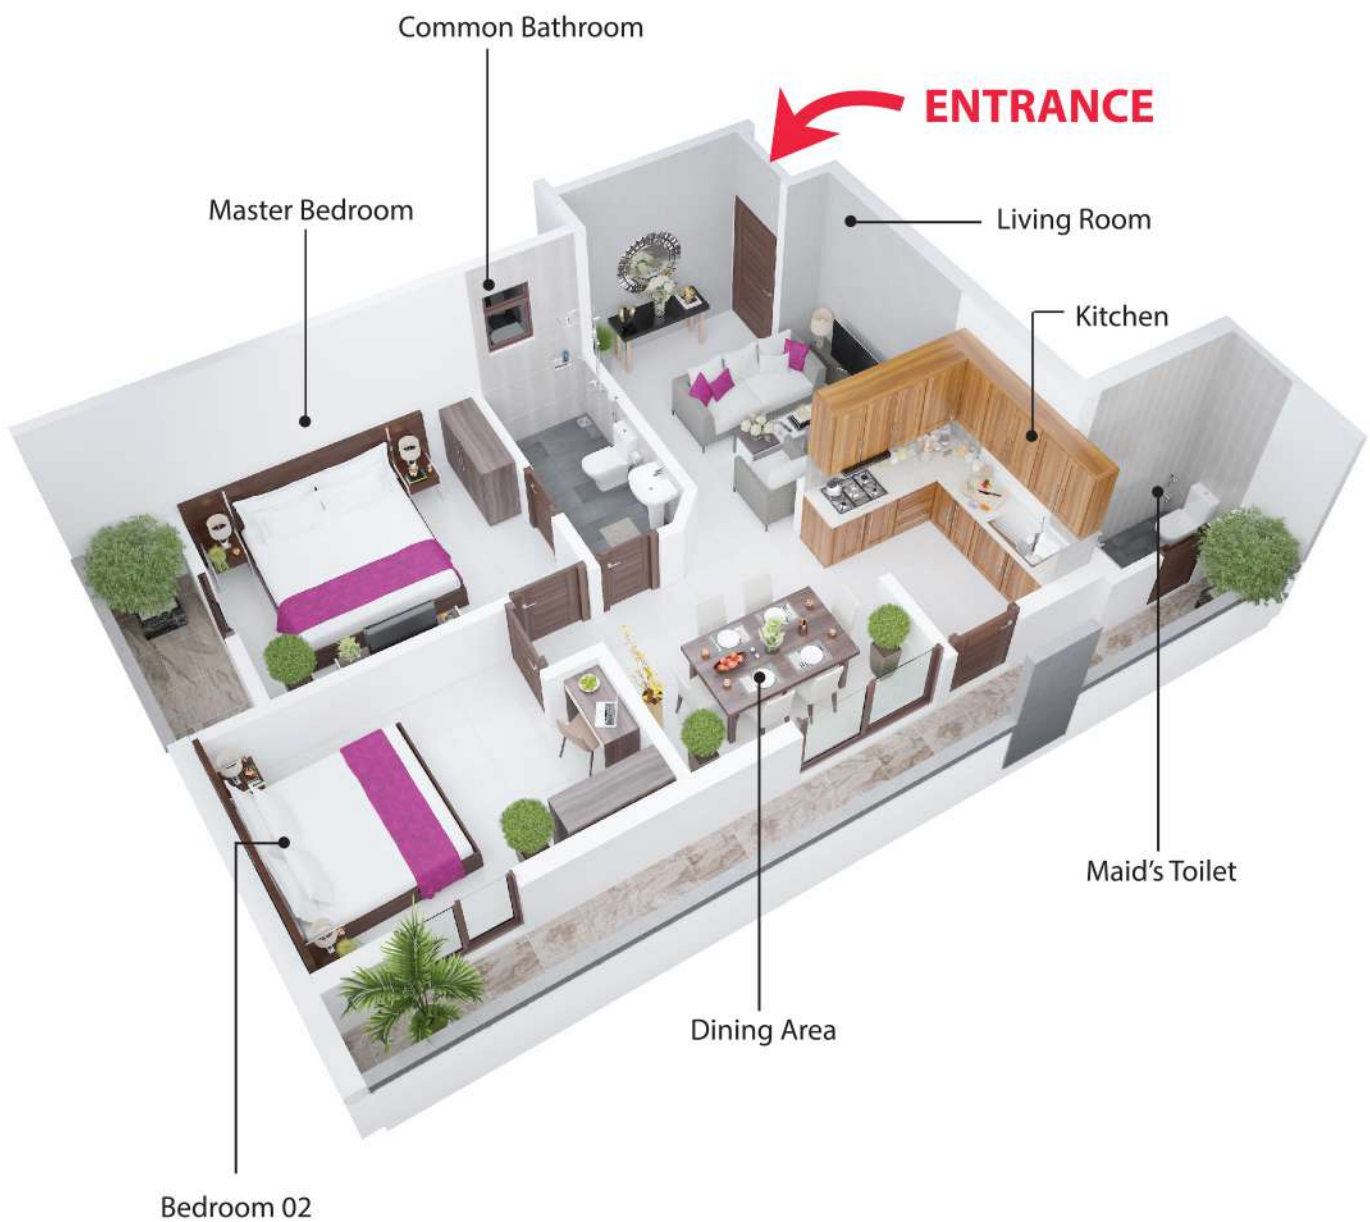 Common Bathroom
ENTRANCE
Master Bedroom
Living Room
Kitchen
Maid's Toilet
Dining Area
Bedroom 02